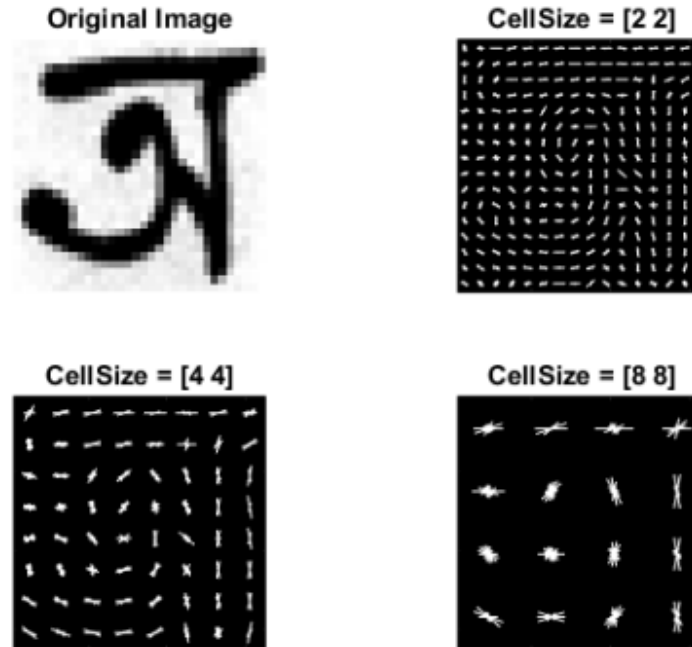 Original Image
CellSize = [2 2]
অ
CellSize = [4 4]
CellSize = [8 8]